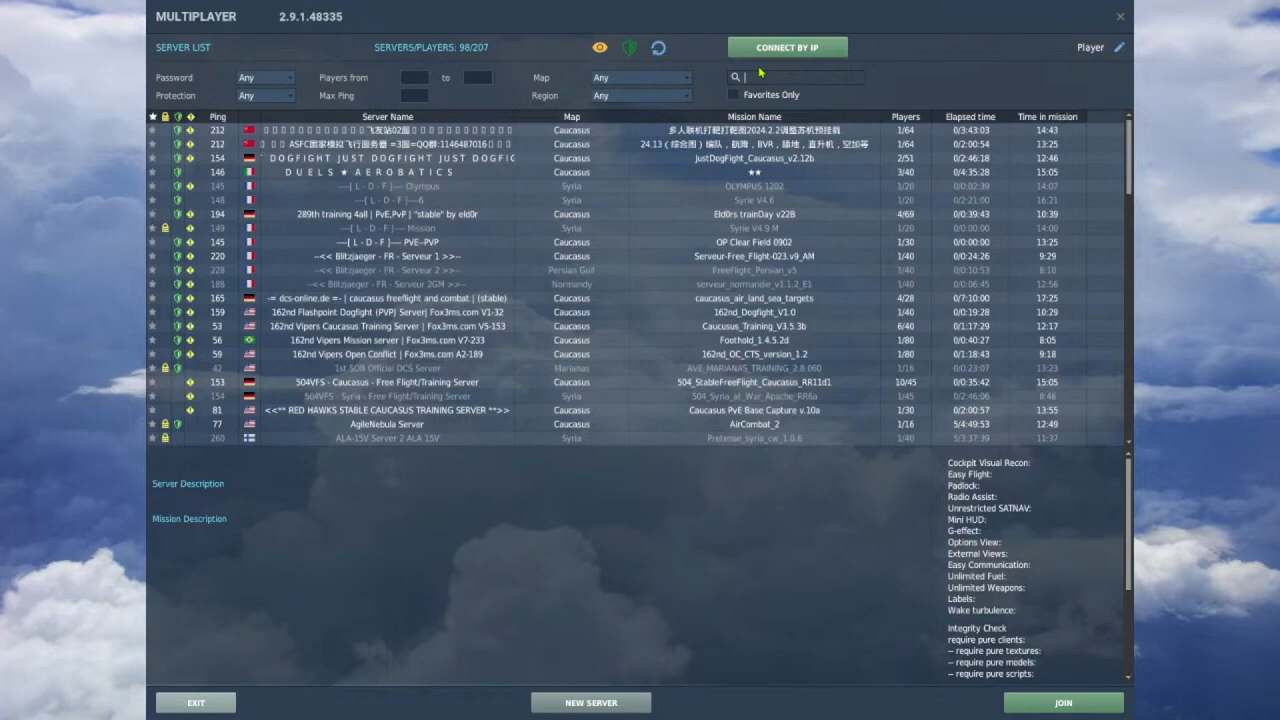 MULTIPLAYER 2.9.1.48335
SERVER LIST SERVERS/PLAYERS: 98/207 CONNECT BY IP Player
Password Any Players from to Map Any
Protection Any Max Ping Region Any Favorites Only
Ping Server Name Map Mission Name Players Elapsed time Time in mission
212 飞友站02 Caucasus 多人联机打靶打靶图2024.2.2调整苏机预挂载 1/64 0/3:43:03 14:43
212 ASFC国家模拟飞行服务器 =3 =QQ群:1146487016 Caucasus 24.13（综合图）编队，航降，BVR，舔地，直升机，空加等 1/64 0/2:00:54 13:25
154 DOGFIGHT JUST DOGFIGHT JUST DOGFIG Caucasus JustDogFight_Caucasus_v2.12b 2/51 2/6:46:18 12:46
146 DUELS ★ AEROBATICS Caucasus ★★ 3/40 0/4:35:28 15:05
145 ---[ L - D - F ]--- Olympus Syria OLYMPUS 1202 1/20 0/0:02:39 14:07
148 ---[ L - D - F ]---6 Syria Syrie V4.6 1/20 0/2:21:00 16:21
194 289th training 4all | PvE,PvP | "stable" by eld0r Caucasus Eld0rs trainDay v22B 4/69 0/0:39:43 10:39
149 ---[ L - D - F ]--- Mission Syria Syrie V4.9 M 1/20 0/0:00:00 14:00
145 ---[ L - D - F ]--- PVE--PVP Caucasus OP Clear Field 0902 1/30 0/0:00:00 13:25
220 --<< Blitzjaeger - FR - Serveur 1 >>-- Caucasus Serveur-Free_Flight-023.v9_AM 1/40 0/0:24:26 9:29
228 --<< Blitzjaeger - FR - Serveur 2 >>-- Persian Gulf FreeFlight_Persian_v5 1/40 0/0:10:53 8:10
188 --<< Blitzjaeger - FR - Serveur 2GM >>-- Normandy serveur_normandie_v1.1.2_E1 1/40 0/0:06:45 12:56
165 -= dcs-online.de =- | caucasus freeflight and combat | (stable) Caucasus caucasus_air_land_sea_targets 4/28 0/7:10:00 17:25
159 162nd Flashpoint Dogfight (PVP) Server| Fox3ms.com V1-32 Caucasus 162nd_Dogfight_V1.0 1/40 0/0:19:28 10:29
53 162nd Vipers Caucasus Training Server | Fox3ms.com V5-153 Caucasus Caucusus_Training_V3.5.3b 6/40 0/1:17:29 12:17
56 162nd Vipers Mission server | Fox3ms.com V7-233 Caucasus Foothold_1.4.5.2d 1/80 0/0:40:27 8:05
59 162nd Vipers Open Conflict | Fox3ms.com A2-189 Caucasus 162nd_OC_CTS_version_1.2 1/80 0/1:18:43 9:18
42 1st SOB Official DCS Server Marianas AVE_MARIANAS_TRAINING_2.8.060 1/16 0/0:23:07 13:23
153 504VFS - Caucasus - Free Flight/Training Server Caucasus 504_StableFreeFlight_Caucasus_RR11d1 10/45 0/0:35:42 15:05
154 504VFS - Syria - Free Flight/Training Server Syria 504_Syria_at_War_Apache_RR6a 1/45 0/2:46:06 8:46
81 <<** RED HAWKS STABLE CAUCASUS TRAINING SERVER **>> Caucasus Caucasus PvE Base Capture v.10a 1/30 0/2:00:57 13:55
77 AgileNebula Server Caucasus AirCombat_2 1/16 5/4:49:53 12:49
260 ALA-15V Server 2 ALA 15V Syria Pretense_syria_cw_1.0.6 1/40 5/3:37:39 11:37
Server Description
Mission Description
Cockpit Visual Recon:
Easy Flight:
Padlock:
Radio Assist:
Unrestricted SATNAV:
Mini HUD:
G-effect:
Options View:
External Views:
Easy Communication:
Unlimited Fuel:
Unlimited Weapons:
Labels:
Wake turbulence:
Integrity Check
require pure clients:
-- require pure textures:
-- require pure models:
-- require pure scripts:
EXIT NEW SERVER JOIN